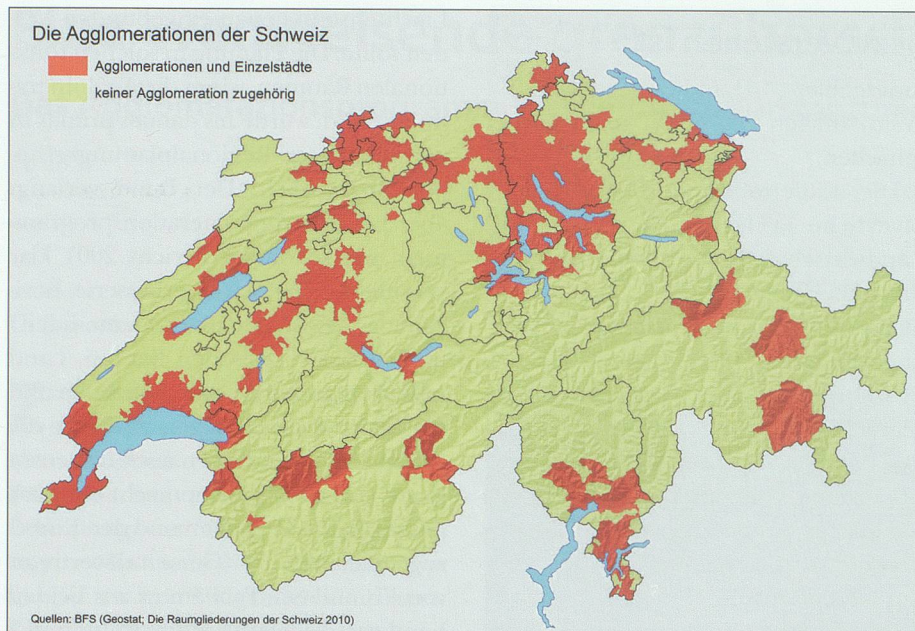 Die Agglomerationen der Schweiz
Agglomerationen und Einzelstädte
keiner Agglomeration zugehörig
Quellen: BFS (Geostat; Die Raumgliederungen der Schweiz 2010)